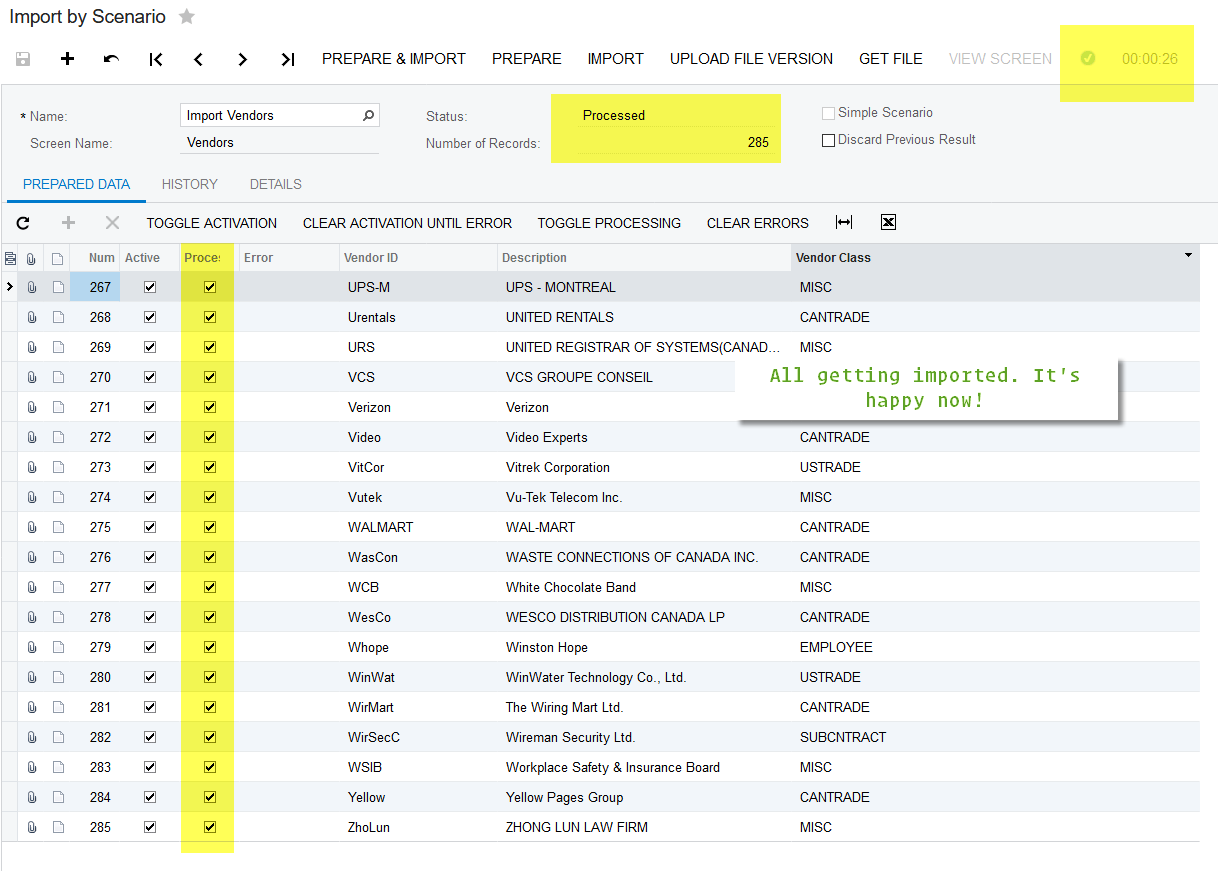 Import by Scenario
PREPARE & IMPORT PREPARE IMPORT UPLOAD FILE VERSION GET FILE VIEW SCREEN 00:00:26
* Name: Import Vendors Status: Processed Simple Scenario
Screen Name: Vendors Number of Records: 285 Discard Previous Result
PREPARED DATA HISTORY DETAILS
TOGGLE ACTIVATION CLEAR ACTIVATION UNTIL ERROR TOGGLE PROCESSING CLEAR ERRORS
Num Active Proces Error Vendor ID Description Vendor Class
267 UPS-M UPS - MONTREAL MISC
268 Urentals UNITED RENTALS CANTRADE
269 URS UNITED REGISTRAR OF SYSTEMS(CANAD... MISC
270 VCS VCS GROUPE CONSEIL
All getting imported. It's
happy now!
271 Verizon Verizon
272 Video Video Experts CANTRADE
273 VitCor Vitrek Corporation USTRADE
274 Vutek Vu-Tek Telecom Inc. MISC
275 WALMART WAL-MART CANTRADE
276 WasCon WASTE CONNECTIONS OF CANADA INC. CANTRADE
277 WCB White Chocolate Band MISC
278 WesCo WESCO DISTRIBUTION CANADA LP CANTRADE
279 Whope Winston Hope EMPLOYEE
280 WinWat WinWater Technology Co., Ltd. USTRADE
281 WirMart The Wiring Mart Ltd. CANTRADE
282 WirSecC Wireman Security Ltd. SUBCNTRACT
283 WSIB Workplace Safety & Insurance Board MISC
284 Yellow Yellow Pages Group CANTRADE
285 ZhoLun ZHONG LUN LAW FIRM MISC